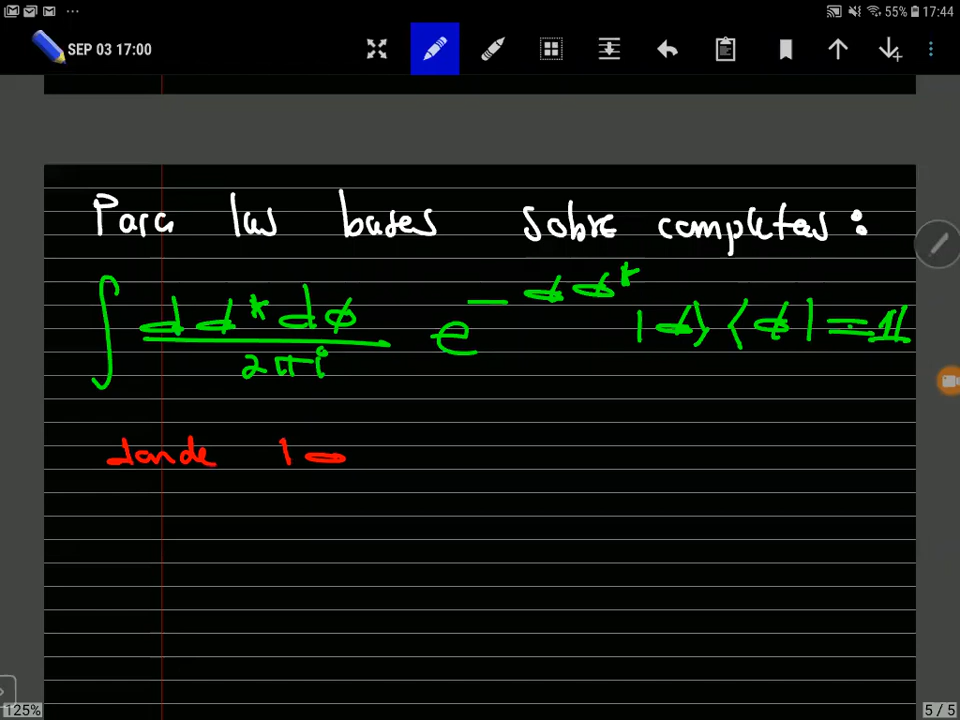 SEP 03 17:00
55% 17:44
Para las bases sobre completas:
∫ dϕ* dϕ / 2πi e^{-ϕϕ*} |ϕ⟩⟨ϕ| = 𝟙
donde |
125%
5 / 5